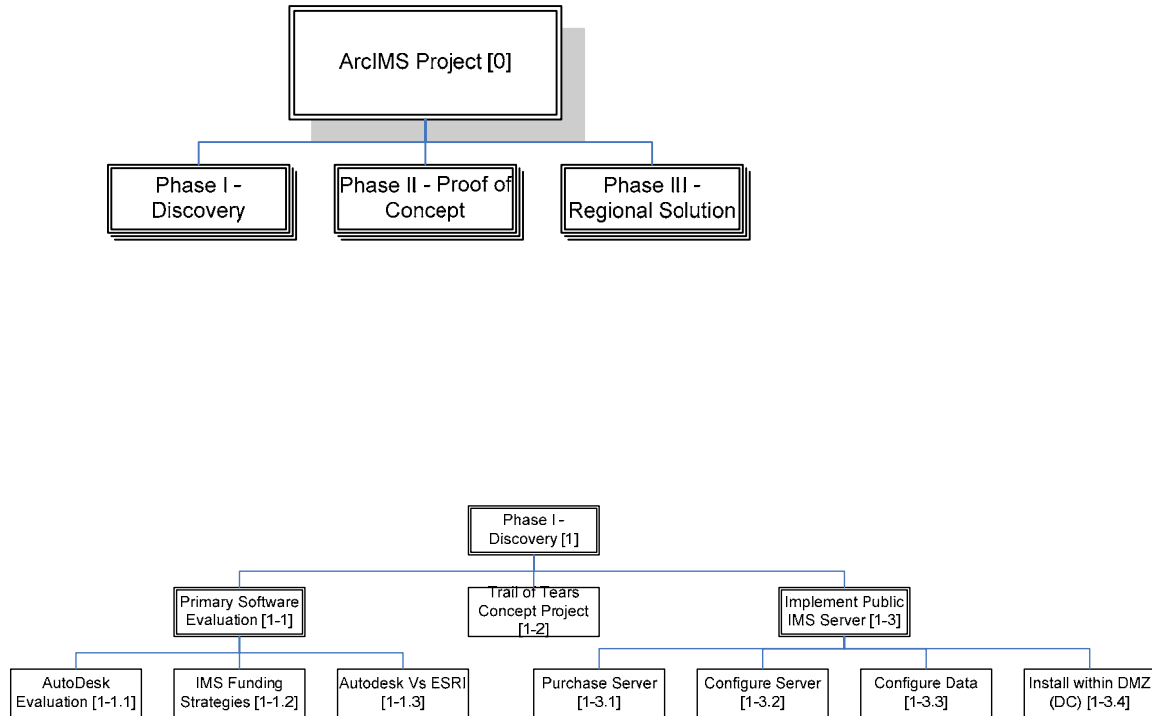 ArcIMS Project [0]
Phase I -
Discovery
Phase II - Proof of
Concept
Phase III -
Regional Solution
Phase I -
Discovery [1]
Primary Software
Evaluation [1-1]
Trail of Tears
Concept Project
[1-2]
Implement Public
IMS Server [1-3]
AutoDesk
Evaluation [1-1.1]
IMS Funding
Strategies [1-1.2]
Autodesk Vs ESRI
[1-1.3]
Purchase Server
[1-3.1]
Configure Server
[1-3.2]
Configure Data
[1-3.3]
Install within DMZ
(DC) [1-3.4]